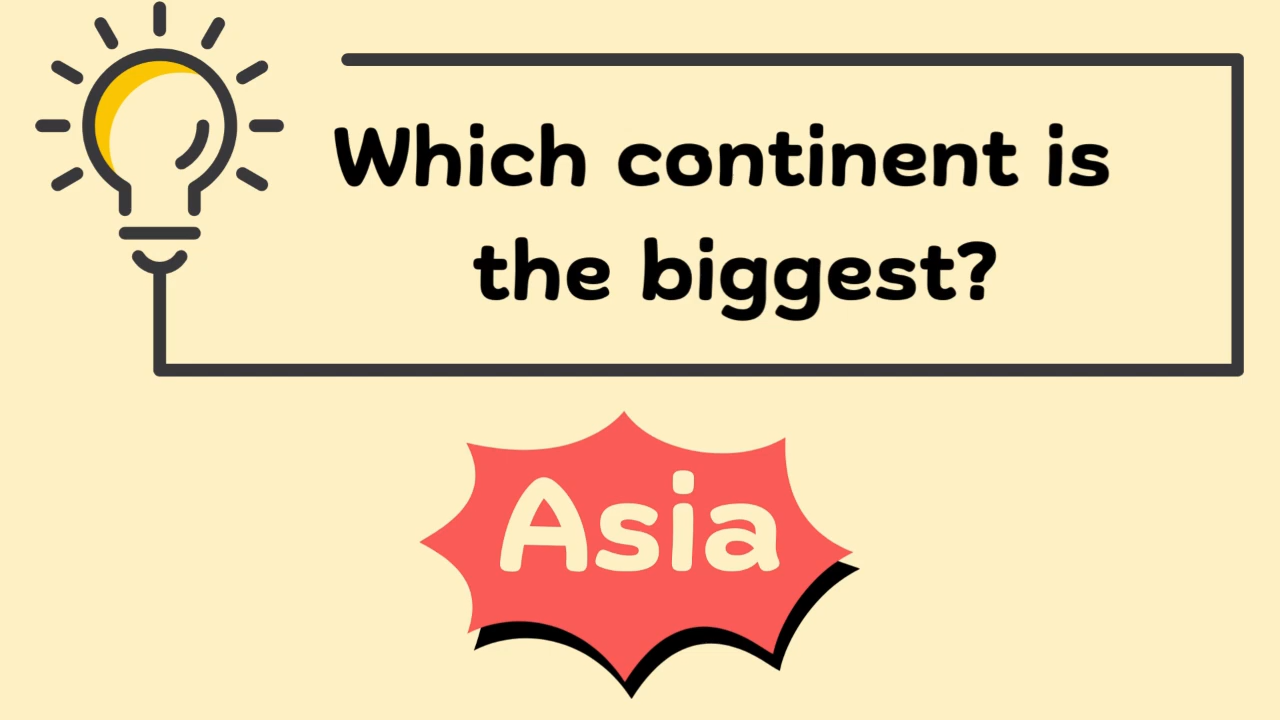 Which continent is
the biggest?
Asia